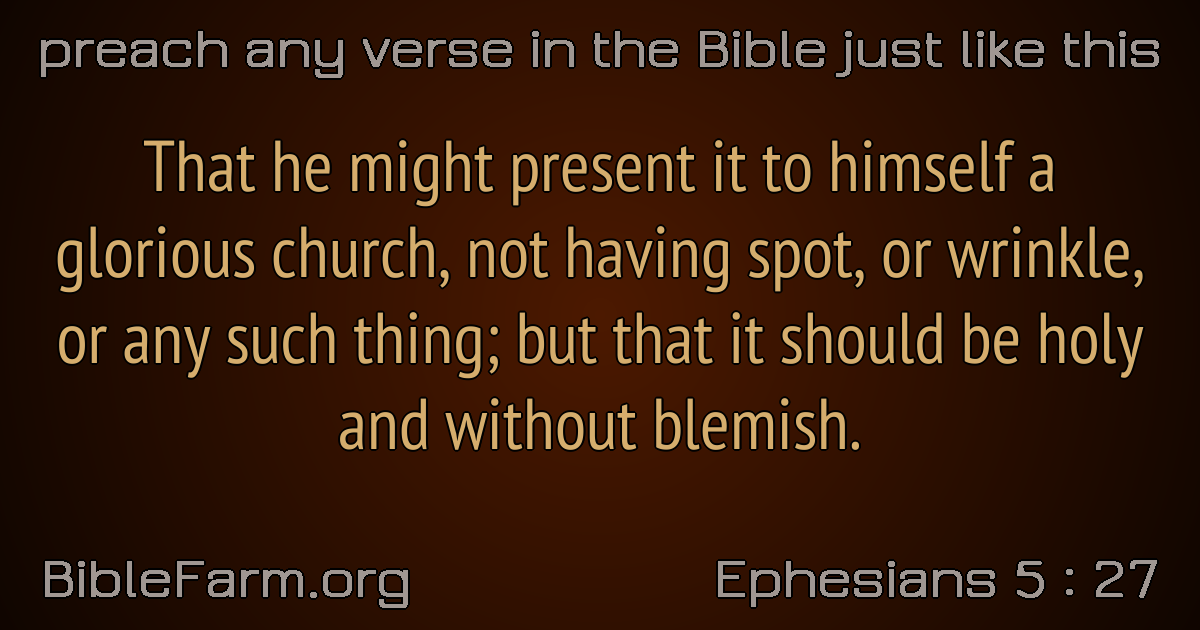 preach any verse in the Bible just like this
That he might present it to himself a
glorious church, not having spot, or wrinkle,
or any such thing; but that it should be holy
and without blemish.
BibleFarm.org
Ephesians 5 : 27